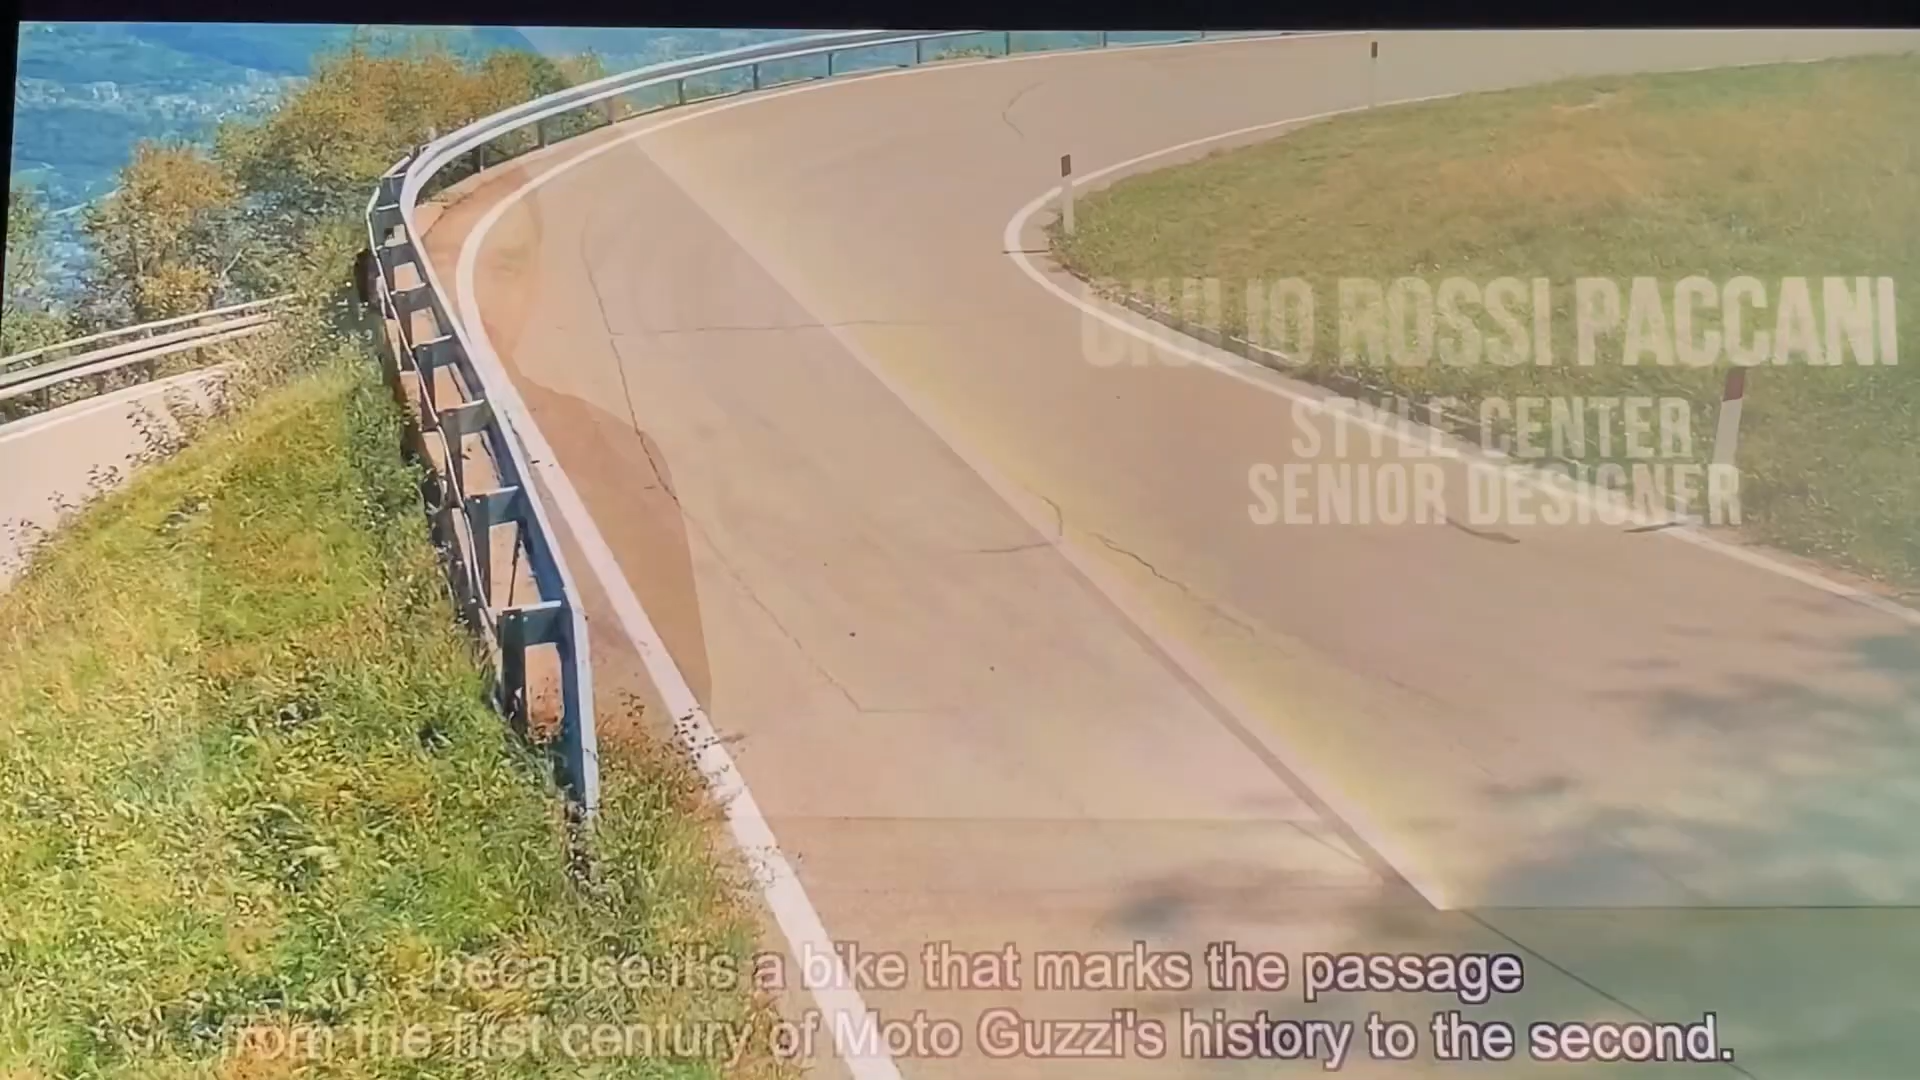 GIULIO ROSSI PACCANI
STYLE CENTER
SENIOR DESIGNER
because it's a bike that marks the passage
from the first century of Moto Guzzi's history to the second.